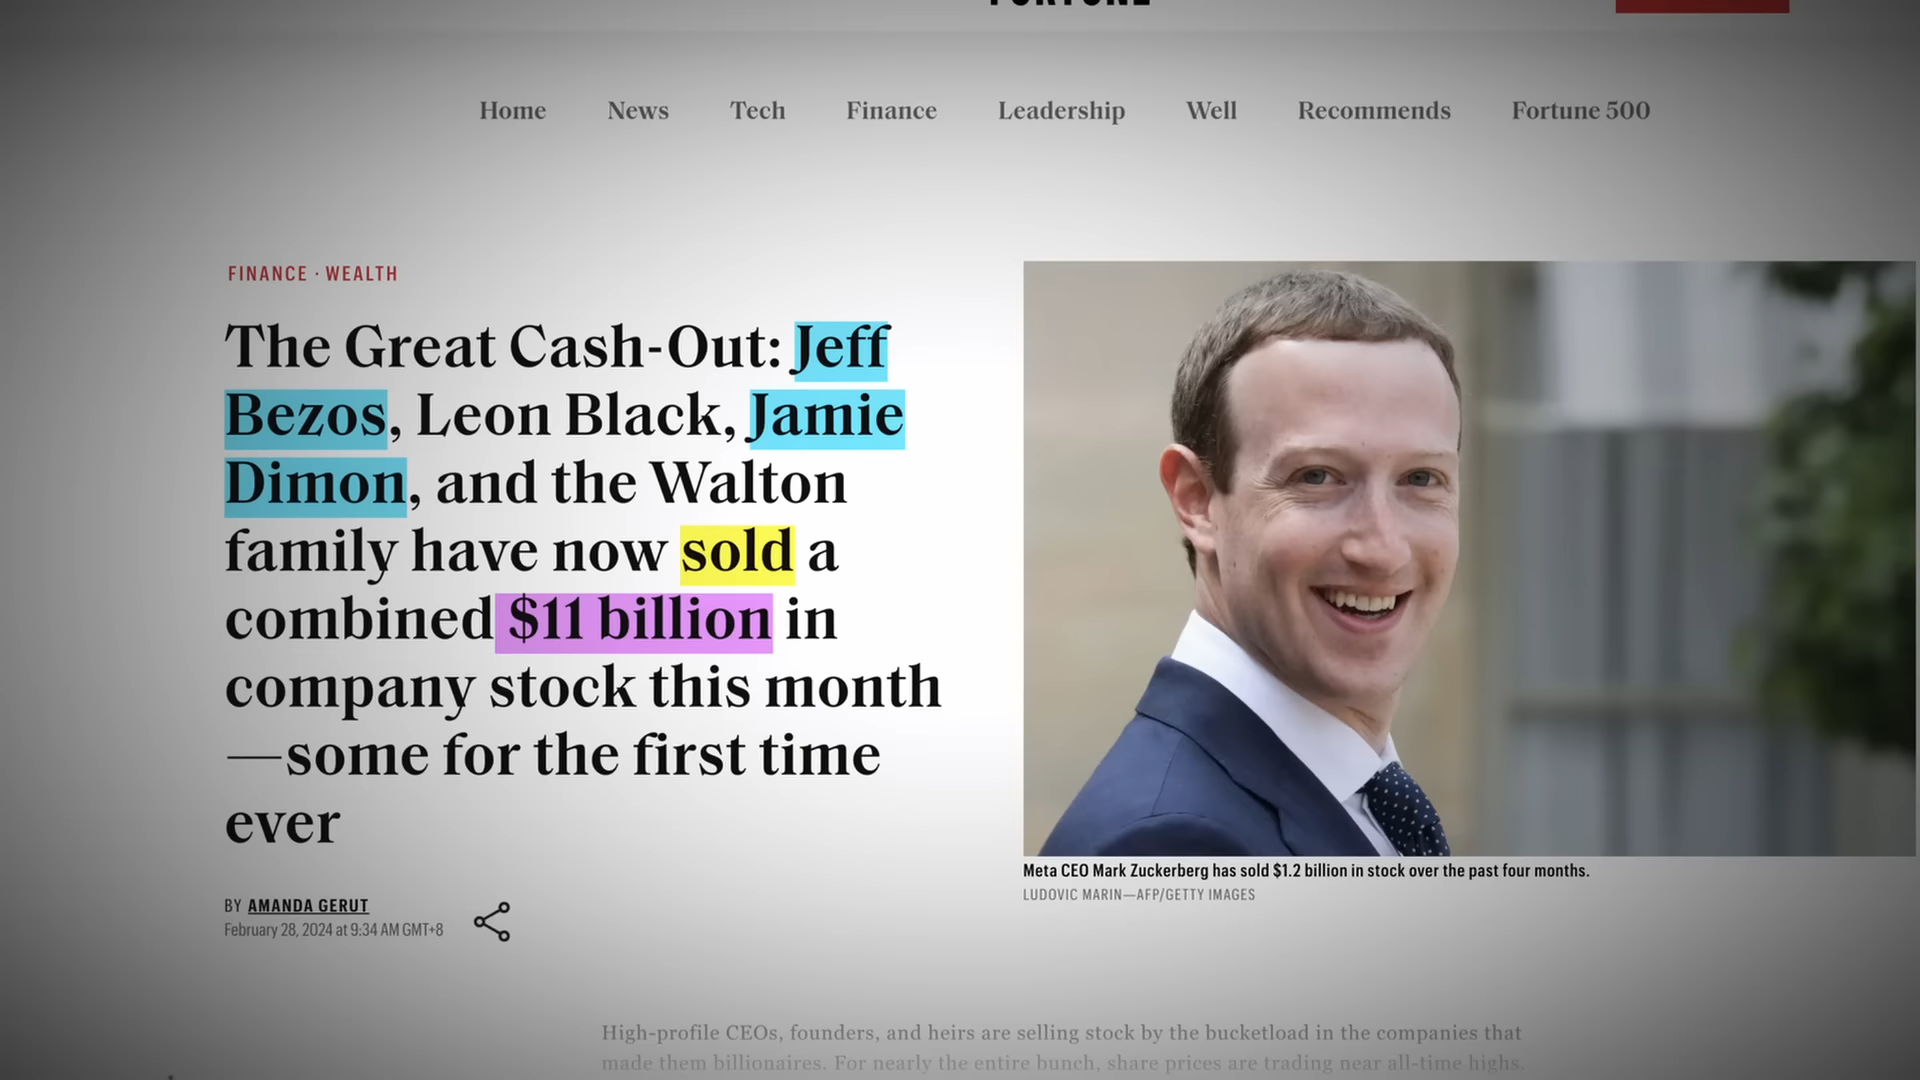 FORTUNE
Home News Tech Finance Leadership Well Recommends Fortune 500
FINANCE · WEALTH
The Great Cash-Out: Jeff
Bezos, Leon Black, Jamie
Dimon, and the Walton
family have now sold a
combined $11 billion in
company stock this month
—some for the first time
ever
BY AMANDA GERUT
February 28, 2024 at 9:34 AM GMT+8
Meta CEO Mark Zuckerberg has sold $1.2 billion in stock over the past four months.
LUDOVIC MARIN—AFP/GETTY IMAGES
High-profile CEOs, founders, and heirs are selling stock by the bucketload in the companies that
made them billionaires. For nearly the entire bunch, share prices are trading near all-time highs.